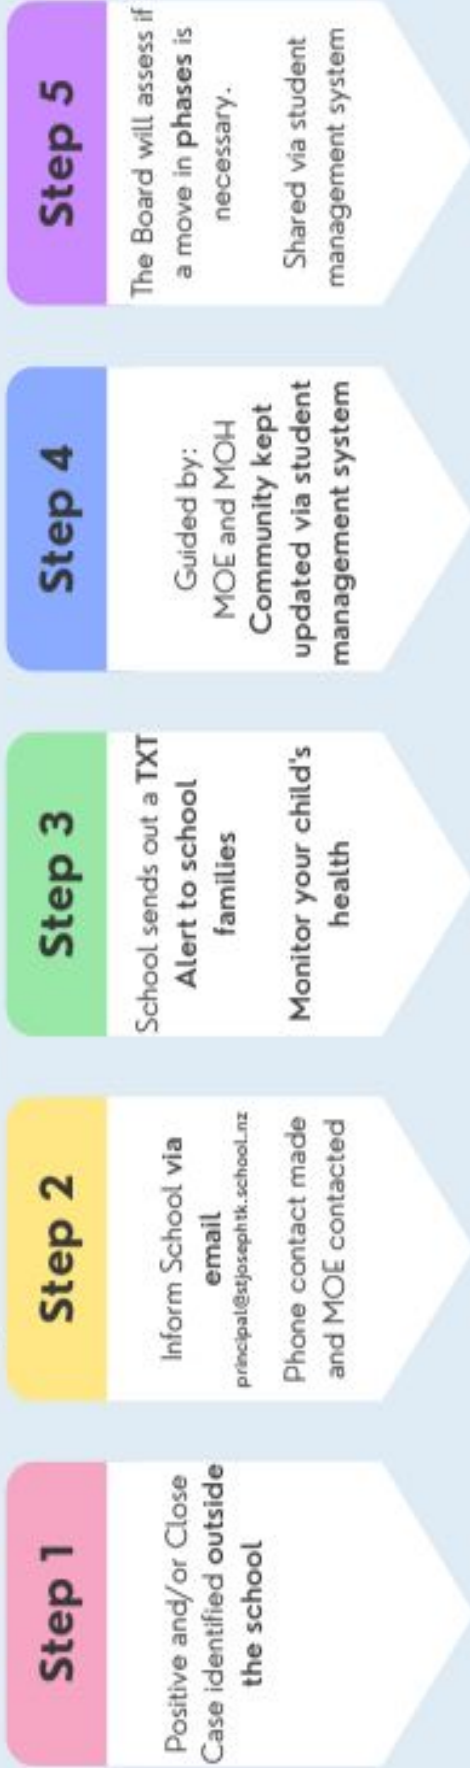 Step 1
Positive and/or Close
Case identified outside
the school
Step 2
Inform School via
email
principal@stjosephtk.school.nz
Phone contact made
and MOE contacted
Step 3
School sends out a TXT
Alert to school
families
Monitor your child's
health
Step 4
Guided by:
MOE and MOH
Community kept
updated via student
management system
Step 5
The Board will assess if
a move in phases is
necessary.
Shared via student
management system